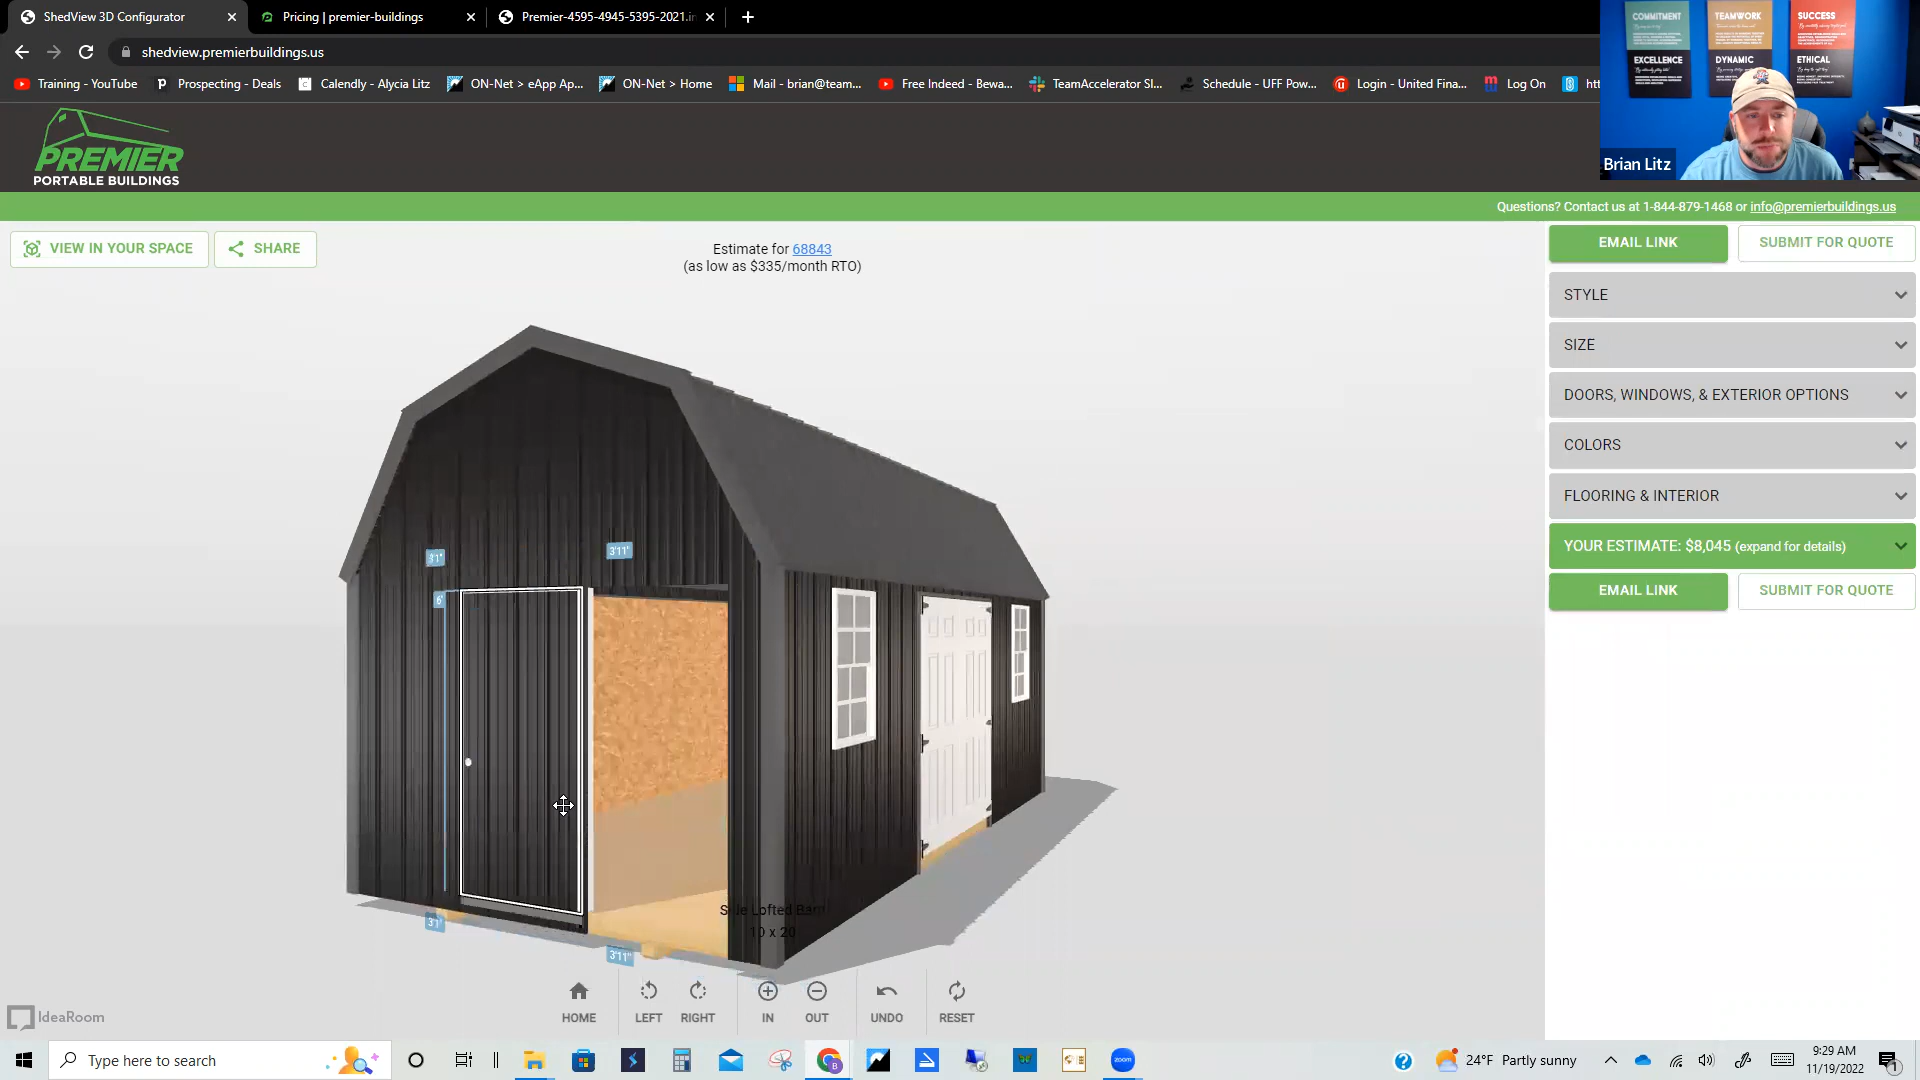 ShedView 3D Configurator
Pricing | premier-buildings
Premier-4595-4945-5395-2021.in
shedview.premierbuildings.us
Training - YouTube
Prospecting - Deals
Calendly - Alycia Litz
ON-Net > eApp Ap...
ON-Net > Home
Mail - brian@team...
Free Indeed - Bewa...
TeamAccelerator Sl...
Schedule - UFF Pow...
Login - United Fina...
Log On
htt
COMMITMENT
TEAMWORK
SUCCESS
EXCELLENCE
DYNAMIC
ETHICAL
Brian Litz
PREMIER
PORTABLE BUILDINGS
Questions? Contact us at 1-844-879-1468 or info@premierbuildings.us
VIEW IN YOUR SPACE
SHARE
Estimate for 68843
(as low as $335/month RTO)
EMAIL LINK
SUBMIT FOR QUOTE
STYLE
SIZE
DOORS, WINDOWS, & EXTERIOR OPTIONS
COLORS
FLOORING & INTERIOR
YOUR ESTIMATE: $8,045 (expand for details)
EMAIL LINK
SUBMIT FOR QUOTE
3'1"
3'11"
6'
3'1"
3'11"
Side Lofted Barn
10 x 20
HOME
LEFT
RIGHT
IN
OUT
UNDO
RESET
IdeaRoom
Type here to search
zoom
24°F Partly sunny
9:29 AM
11/19/2022
1